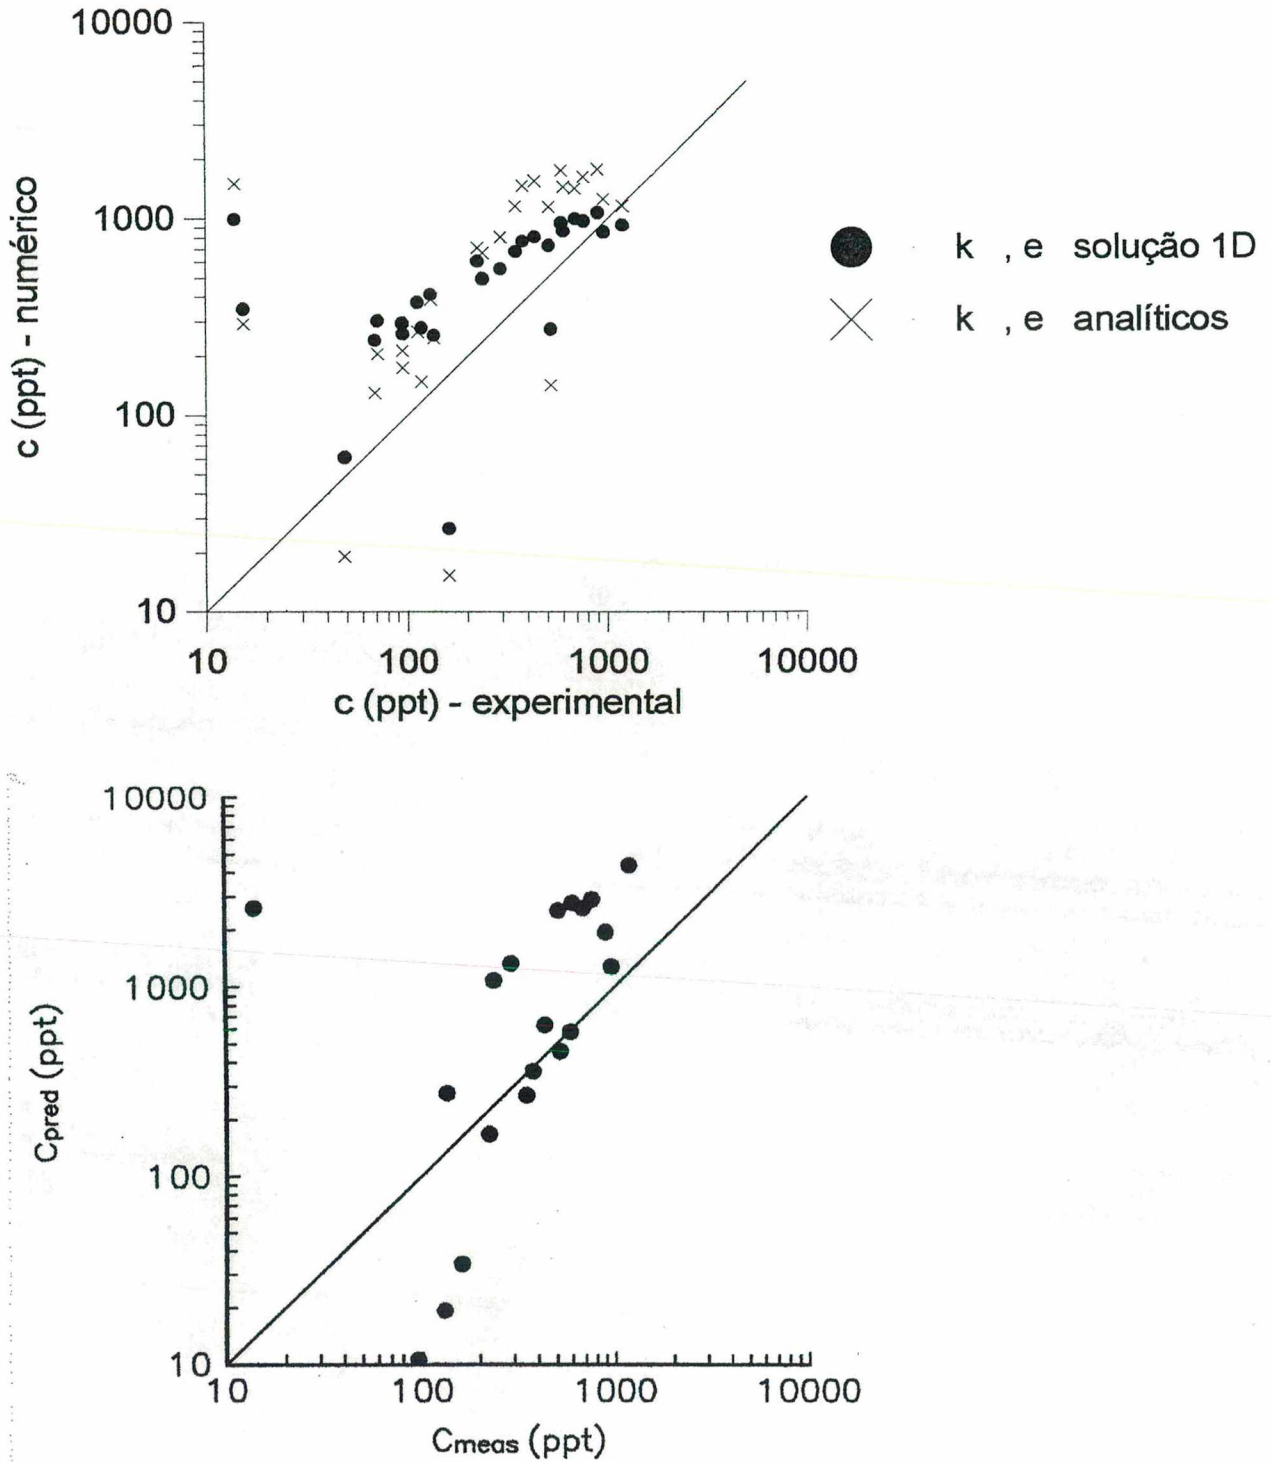 10000
1000
100
10
c (ppt) - numérico
10 100 1000 10000
c (ppt) - experimental
k , e solução 1D
k , e analíticos
10000
1000
100
10
Cpred (ppt)
10 100 1000 10000
Cmeas (ppt)